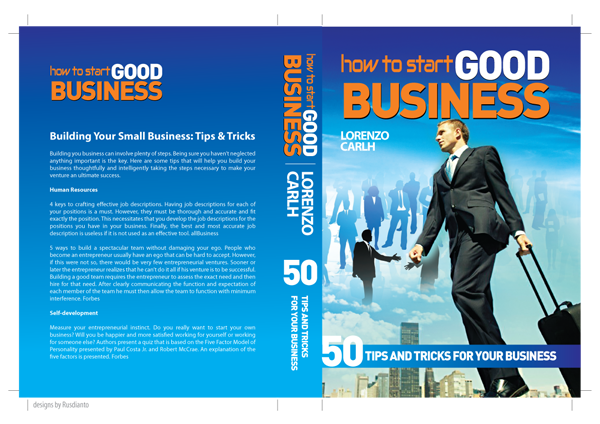 how to start GOOD
BUSINESS
Building Your Small Business: Tips & Tricks
Building you business can involve plenty of steps. Being sure you haven't neglected
anything important is the key. Here are some tips that will help you build your
business thoughtfully and intelligently taking the steps necessary to make your
venture an ultimate success.
Human Resources
4 keys to crafting effective job descriptions. Having job descriptions for each of
your positions is a must. However, they must be thorough and accurate and fit
exactly the position. This necessitates that you develop the job descriptions for the
positions you have in your business. Finally, the best and most accurate job
description is useless if it is not used as an effective tool. allBusiness
5 ways to build a spectacular team without damaging your ego. People who
become an entrepreneur usually have an ego that can be hard to accept. However,
if this were not so, there would be very few entrepreneurial ventures. Sooner or
later the entrepreneur realizes that he can't do it all if his venture is to be successful.
Building a good team requires the entrepreneur to assess the exact need and then
hire for that need. After clearly communicating the function and expectation of
each member of the team he must then allow the team to function with minimum
interference. Forbes
Self-development
Measure your entrepreneurial instinct. Do you really want to start your own
business? Will you be happier and more satisfied working for yourself or working
for someone else? Authors present a quiz that is based on the Five Factor Model of
Personality presented by Paul Costa Jr. and Robert McCrae. An explanation of the
five factors is presented. Forbes
how to start GOOD
BUSINESS
LORENZO
CARLH
50
TIPS AND TRICKS
FOR YOUR BUSINESS
how to start GOOD
BUSINESS
LORENZO
CARLH
50 TIPS AND TRICKS FOR YOUR BUSINESS
designs by Rusdianto